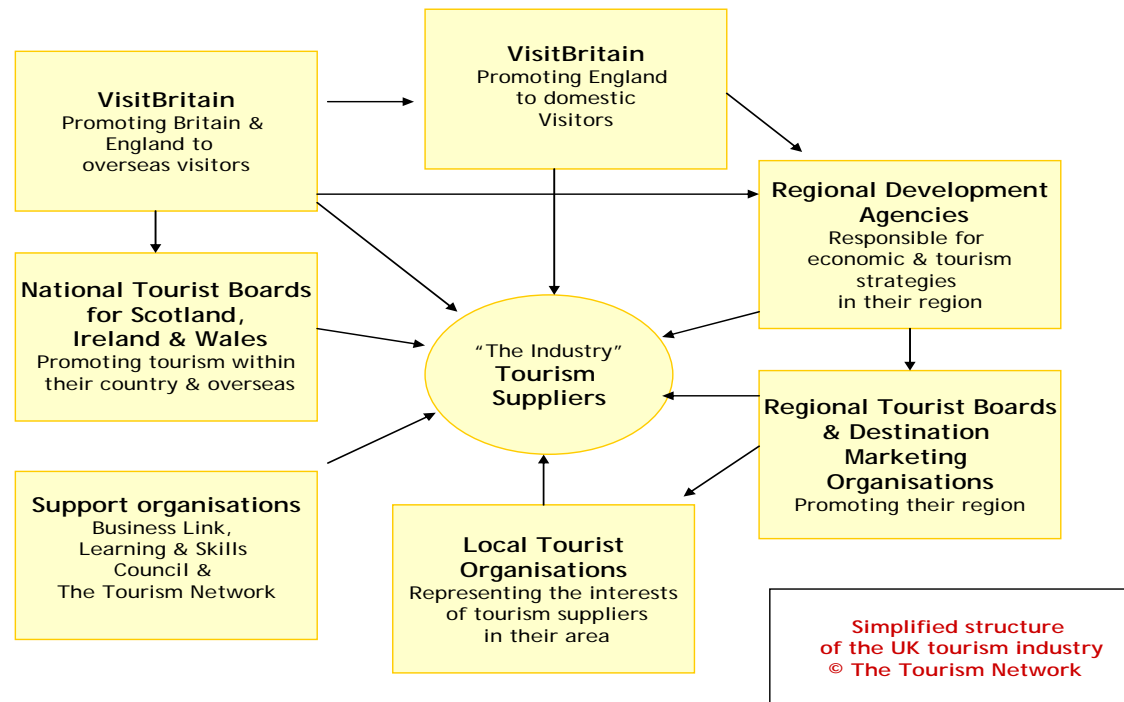 VisitBritain
Promoting Britain &
England to
overseas visitors
VisitBritain
Promoting England
to domestic
Visitors
Regional Development
Agencies
Responsible for
economic & tourism
strategies
in their region
National Tourist Boards
for Scotland,
Ireland & Wales
Promoting tourism within
their country & overseas
“The Industry”
Tourism
Suppliers
Regional Tourist Boards
& Destination
Marketing
Organisations
Promoting their region
Support organisations
Business Link,
Learning & Skills
Council &
The Tourism Network
Local Tourist
Organisations
Representing the interests
of tourism suppliers
in their area
Simplified structure
of the UK tourism industry
© The Tourism Network